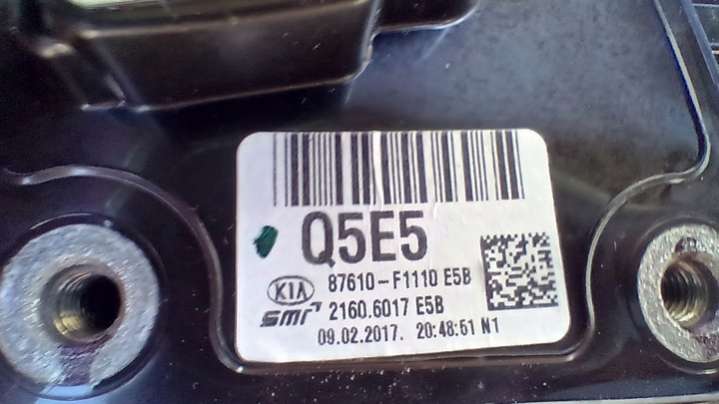 Q5E5
KIA 87610-F1110 E5B
SMR 2160.6017 E5B
09.02.2017. 20:48:51 N1